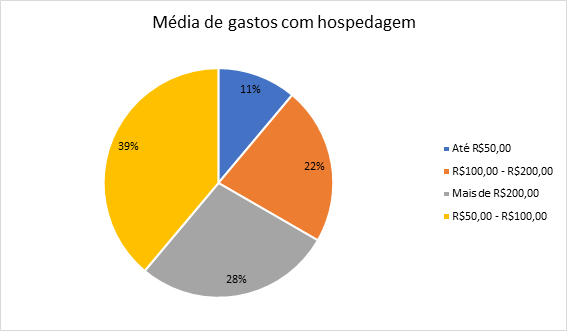 Média de gastos com hospedagem
11%
39%
22%
28%
Até R$50,00
R$100,00 - R$200,00
Mais de R$200,00
R$50,00 - R$100,00